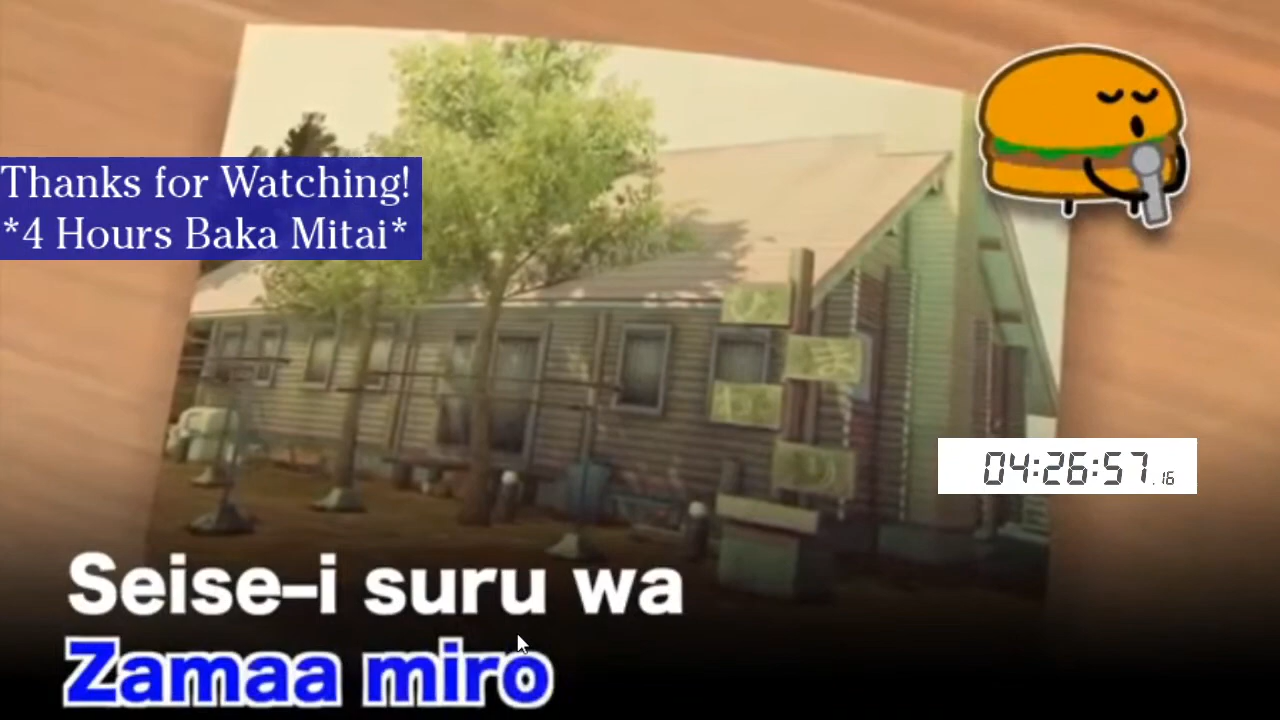 Thanks for Watching!
*4 Hours Baka Mitai*
04:26:57.16
Seise-i suru wa
Zamaa miro